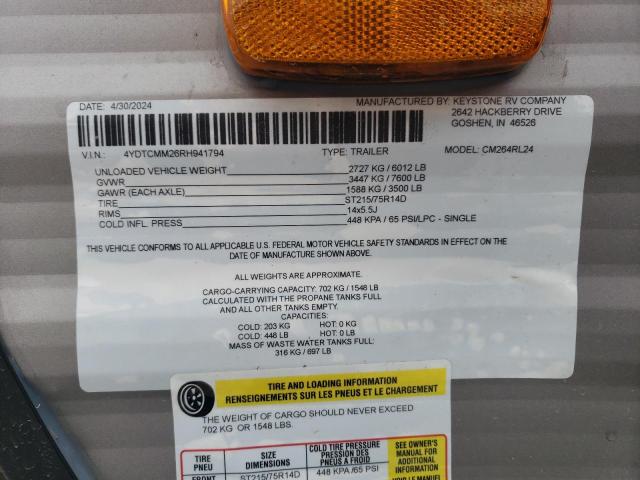 DATE: 4/30/2024
MANUFACTURED BY: KEYSTONE RV COMPANY
2642 HACKBERRY DRIVE
GOSHEN, IN 46526
V.I.N.: 4YDTCMM26RH941794 TYPE: TRAILER MODEL: CM264RL24
UNLOADED VEHICLE WEIGHT 2727 KG / 6012 LB
GVWR 3447 KG / 7600 LB
GAWR (EACH AXLE) 1588 KG / 3500 LB
TIRE ST215/75R14D
RIMS 14x5.5J
COLD INFL. PRESS 448 KPA / 65 PSI/LPC - SINGLE
THIS VEHICLE CONFORMS TO ALL APPLICABLE U.S. FEDERAL MOTOR VEHICLE SAFETY STANDARDS IN EFFECT ON THE
DATE OF MANUFACTURE SHOWN ABOVE.
ALL WEIGHTS ARE APPROXIMATE.
CARGO-CARRYING CAPACITY: 702 KG / 1548 LB
CALCULATED WITH THE PROPANE TANKS FULL
AND ALL OTHER TANKS EMPTY.
CAPACITIES:
COLD: 203 KG HOT: 0 KG
COLD: 448 LB HOT: 0 LB
MASS OF WASTE WATER TANKS FULL:
316 KG / 697 LB
TIRE AND LOADING INFORMATION
RENSEIGNEMENTS SUR LES PNEUS ET LE CHARGEMENT
THE WEIGHT OF CARGO SHOULD NEVER EXCEED
702 KG OR 1548 LBS.
TIRE
PNEU
SIZE
DIMENSIONS
COLD TIRE PRESSURE
PRESSION DES
PNEUS À FROID
SEE OWNER'S
MANUAL FOR
ADDITIONAL
INFORMATION
FRONT ST215/75R14D 448 KPA /65 PSI
VOIR LE MANUEL